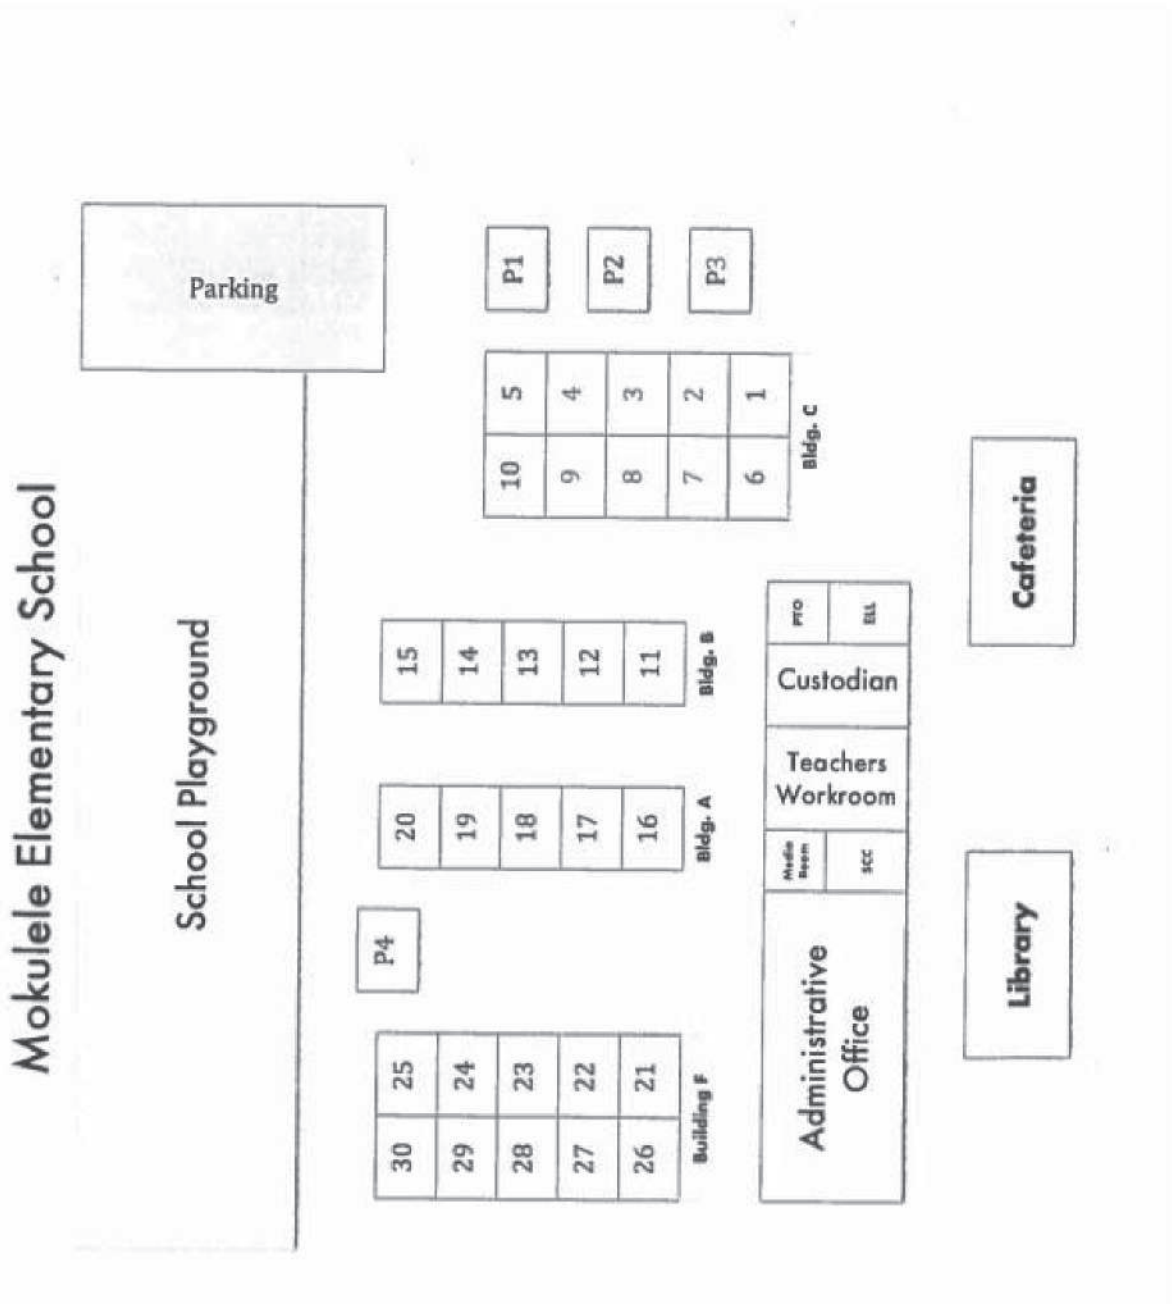 Mokulele Elementary School
School Playground
Parking
30 25
29 24
28 23
27 22
26 21
Building F
P4
20
19
18
17
16
Bldg. A
15
14
13
12
11
Bldg. B
10 5
9 4
8 3
7 2
6 1
Bldg. C
P1
P2
P3
Administrative
Office
Media
Room
SCC
Teachers
Workroom
Custodian
PTO
ELL
Library
Cafeteria